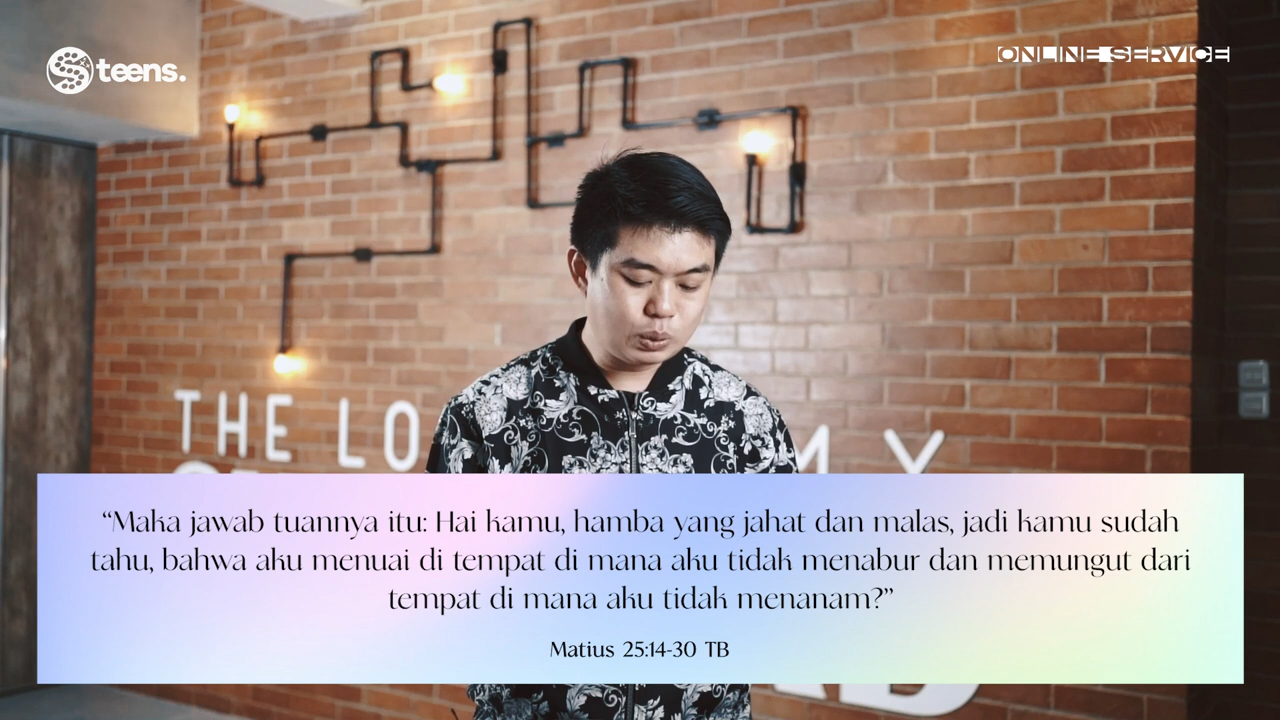 teens.
ONLINE SERVICE
THE LO
M Y
“Maka jawab tuannya itu: Hai kamu, hamba yang jahat dan malas, jadi kamu sudah
tahu, bahwa aku menuai di tempat di mana aku tidak menabur dan memungut dari
tempat di mana aku tidak menanam?”
Matius 25:14-30 TB